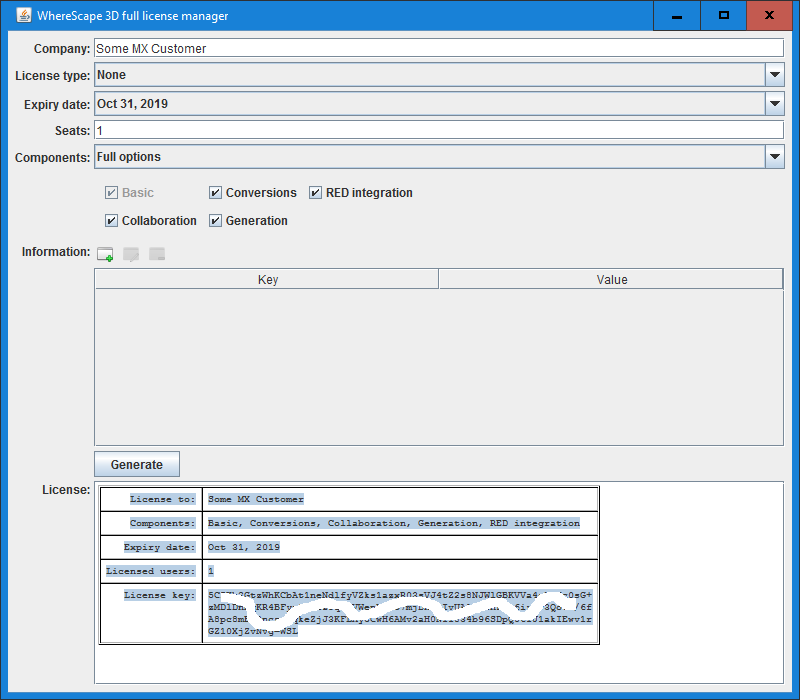 WhereScape 3D full license manager
Company: Some MX Customer
License type: None
Expiry date: Oct 31, 2019
Seats: 1
Components: Full options
Basic Conversions RED integration
Collaboration Generation
Information:
Key Value
Generate
License:
License to: Some MX Customer
Components: Basic, Conversions, Collaboration, Generation, RED integration
Expiry date: Oct 31, 2019
Licensed users: 1
License key: